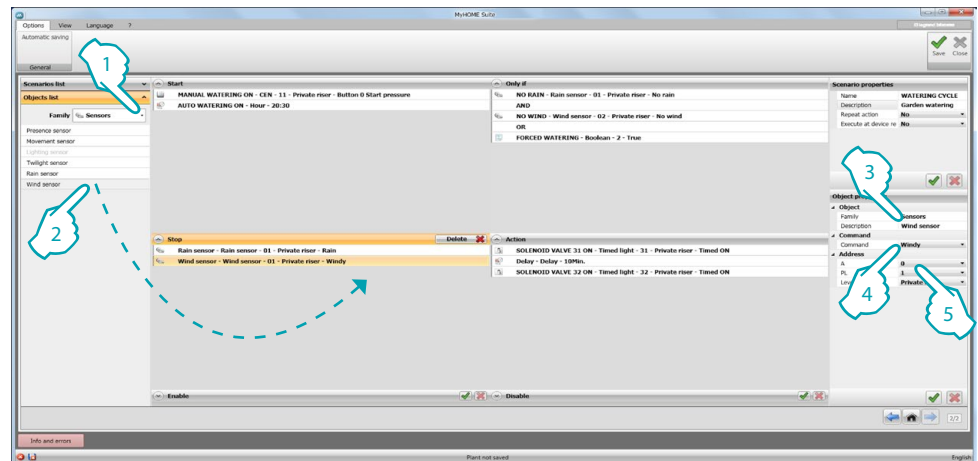 MyHOME Suite
Options View Language ?
Automatic saving
General
Save Close
1
Scenarios list
Objects list
Family Sensors
Presence sensor
Movement sensor
Lighting sensor
Twilight sensor
Rain sensor
Wind sensor
2
Start
MANUAL WATERING ON - CEN - 11 - Private riser - Button 0 Start pressure
AUTO WATERING ON - Hour - 20:30
Only if
NO RAIN - Rain sensor - 01 - Private riser - No rain
AND
NO WIND - Wind sensor - 02 - Private riser - No wind
OR
FORCED WATERING - Boolean - 2 - True
Stop Delete
Rain sensor - Rain sensor - 01 - Private riser - Rain
Wind sensor - Wind sensor - 01 - Private riser - Windy
Action
SOLENOID VALVE 31 ON - Timed light - 31 - Private riser - Timed ON
Delay - Delay - 10Min.
SOLENOID VALVE 32 ON - Timed light - 32 - Private riser - Timed ON
Enable
Disable
Scenario properties
Name WATERING CYCLE
Description Garden watering
Repeat action No
Execute at device re No
3
Object
Object
Family Sensors
Description Wind sensor
Command
Command Windy
Address
A 0
PL 1
Private
4
5
2/2
Info and errors
Plant not saved
English